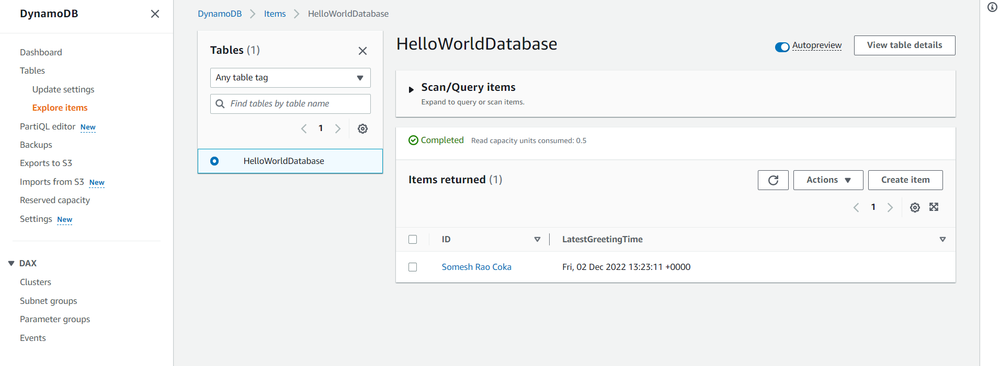 DynamoDB
Dashboard
Tables
Update settings
Explore items
PartiQL editor New
Backups
Exports to S3
Imports from S3 New
Reserved capacity
Settings New
DAX
Clusters
Subnet groups
Parameter groups
Events
DynamoDB Items HelloWorldDatabase
Tables (1)
Any table tag
Find tables by table name
1
HelloWorldDatabase
HelloWorldDatabase
Autopreview
View table details
Scan/Query items
Expand to query or scan items.
Completed Read capacity units consumed: 0.5
Items returned (1)
Actions
Create item
1
ID LatestGreetingTime
Somesh Rao Coka Fri, 02 Dec 2022 13:23:11 +0000